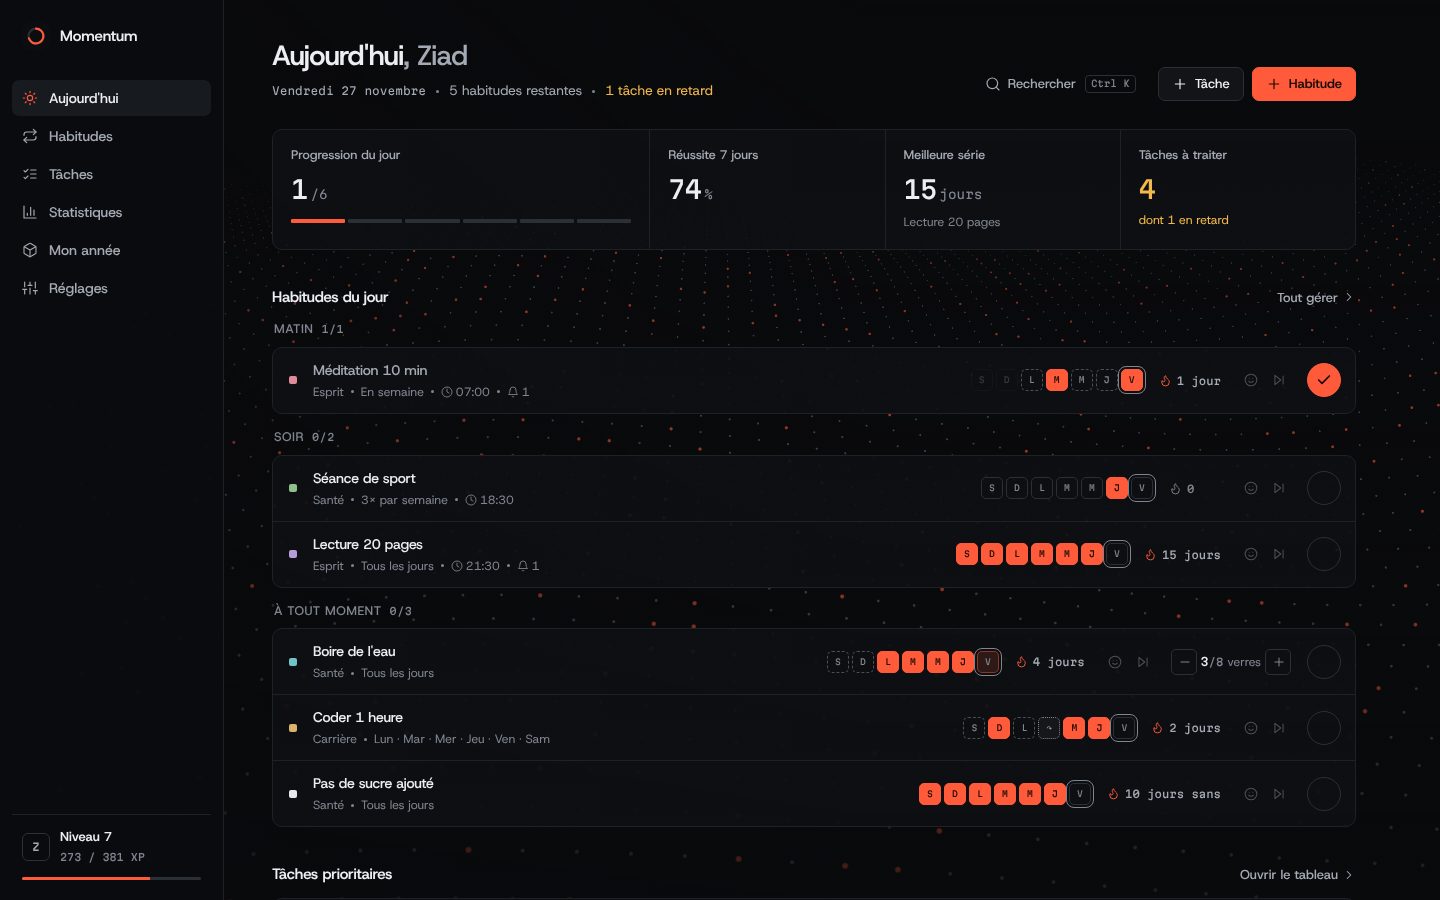 Momentum
Aujourd'hui
Habitudes
Tâches
Statistiques
Mon année
Réglages
Niveau 7
Z
273 / 381 XP
Aujourd'hui, Ziad
Vendredi 27 novembre • 5 habitudes restantes • 1 tâche en retard
Rechercher Ctrl K
+ Tâche
+ Habitude
Progression du jour
1 /6
Réussite 7 jours
74 %
Meilleure série
15 jours
Lecture 20 pages
Tâches à traiter
4
dont 1 en retard
Habitudes du jour
Tout gérer
MATIN 1/1
Méditation 10 min
Esprit • En semaine • 07:00 • 1
S D L M M J V
1 jour
SOIR 0/2
Séance de sport
Santé • 3× par semaine • 18:30
S D L M M J V
0
Lecture 20 pages
Esprit • Tous les jours • 21:30 • 1
S D L M M J V
15 jours
À TOUT MOMENT 0/3
Boire de l'eau
Santé • Tous les jours
S D L M M J V
4 jours
− 3/8 verres +
Coder 1 heure
Carrière • Lun · Mar · Mer · Jeu · Ven · Sam
S D L ↷ M J V
2 jours
Pas de sucre ajouté
Santé • Tous les jours
S D L M M J V
10 jours sans
Tâches prioritaires
Ouvrir le tableau